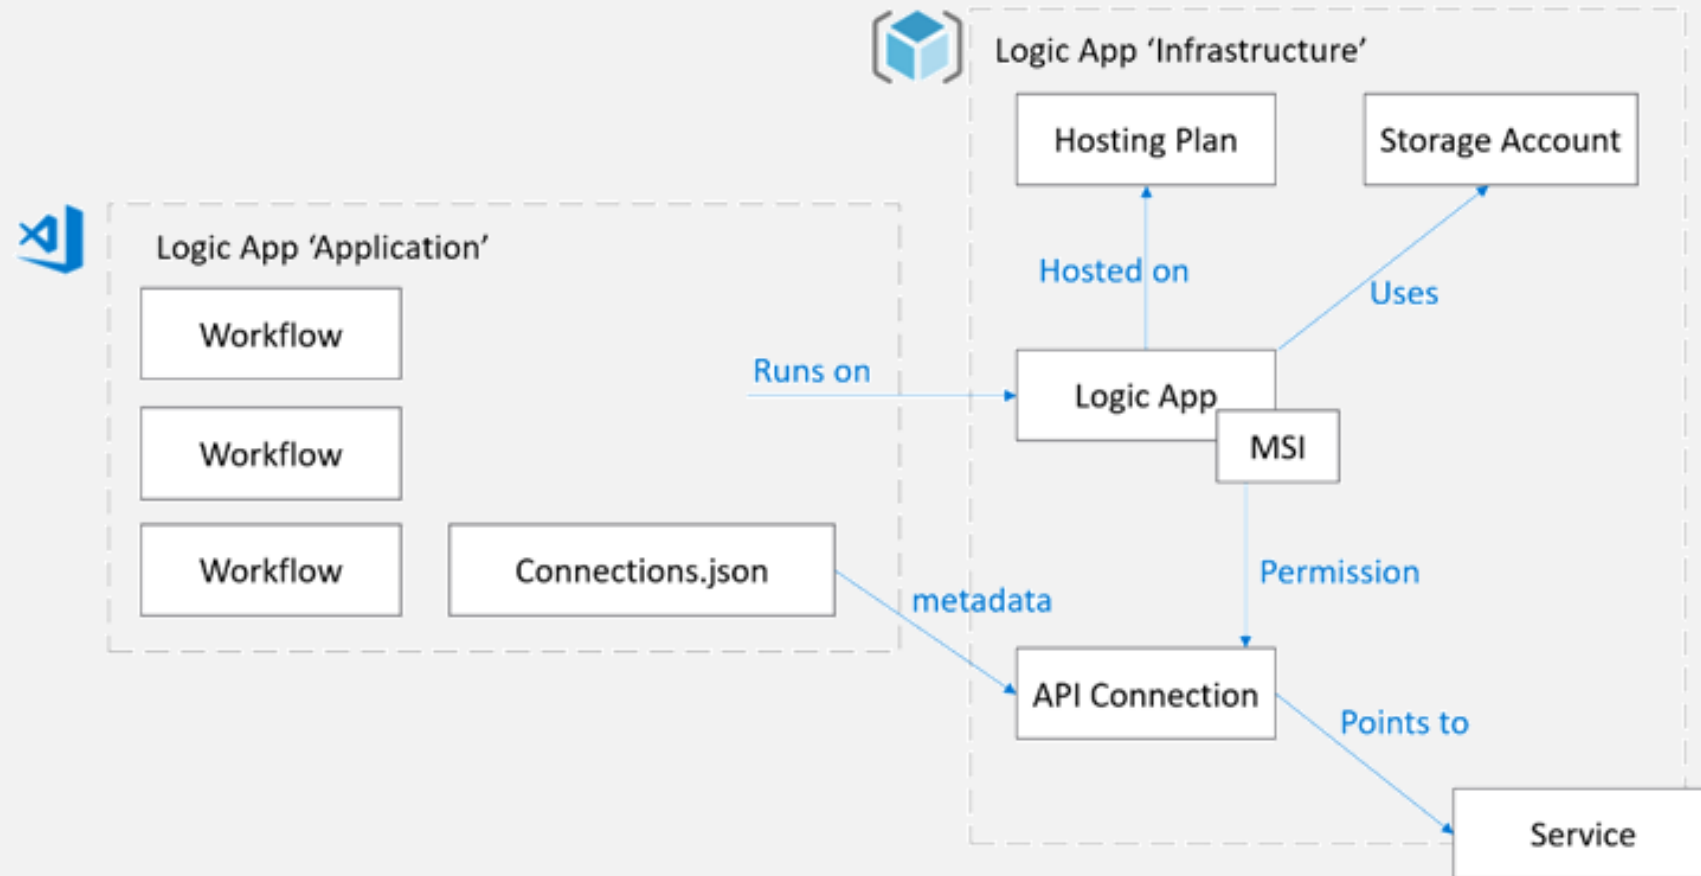 Logic App ‘Infrastructure’
Hosting Plan
Storage Account
Logic App ‘Application’
Hosted on
Uses
Workflow
Runs on
Logic App
Workflow
MSI
Workflow
Connections.json
Permission
metadata
API Connection
Points to
Service